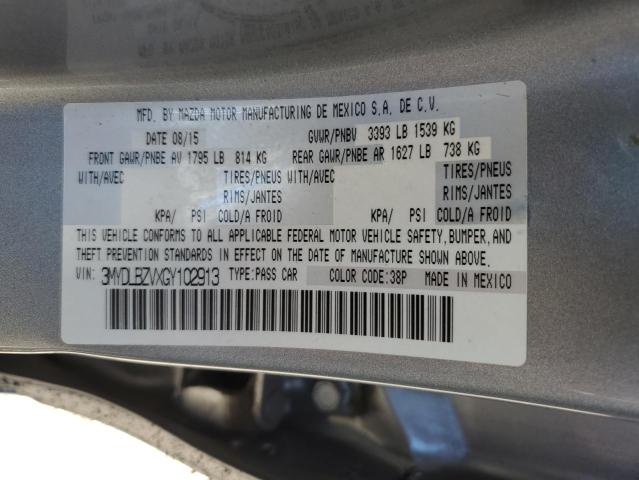 MFD. BY MAZDA MOTOR MANUFACTURING DE MEXICO S.A. DE C.V.
DATE 08/15 GVWR/PNBV 3393 LB 1539 KG
FRONT GAWR/PNBE AV 1795 LB 814 KG REAR GAWR/PNBE AR 1627 LB 738 KG
WITH/AVEC TIRES/PNEUS WITH/AVEC TIRES/PNEUS
RIMS/JANTES RIMS/JANTES
KPA/ PSI COLD/A FROID KPA/ PSI COLD/A FROID
THIS VEHICLE CONFORMS TO ALL APPLICABLE FEDERAL MOTOR VEHICLE SAFETY, BUMPER, AND
THEFT PREVENTION STANDARDS IN EFFECT ON THE DATE OF MANUFACTURE SHOWN ABOVE.
VIN: 3MYDLBZVXGY102913 TYPE:PASS CAR COLOR CODE:38P MADE IN MEXICO